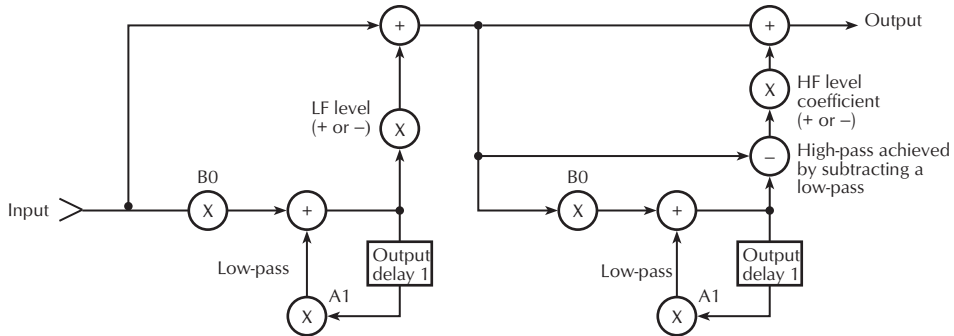 +
+
Output
LF level
(+ or –)
X
X
HF level
coefficient
(+ or –)
–
High-pass achieved
by subtracting a
low-pass
Input
B0
X
+
B0
X
+
Low-pass
Output
delay 1
Low-pass
Output
delay 1
X
A1
X
A1